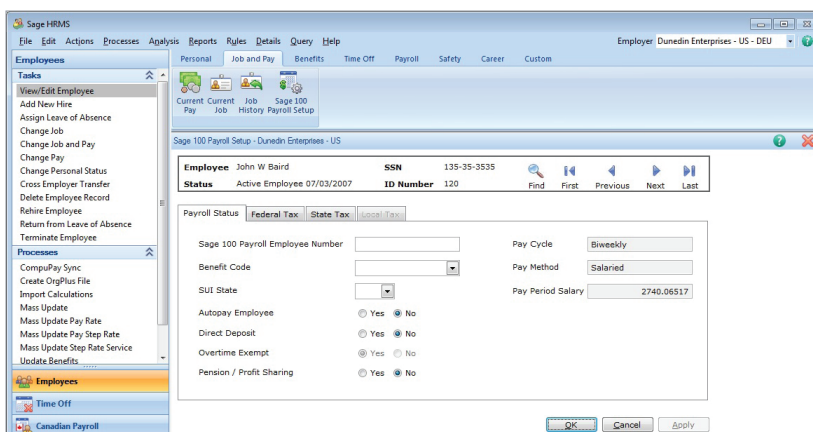 Sage HRMS
File Edit Actions Processes Analysis Reports Rules Details Query Help
Employer Dunedin Enterprises - US - DEU
Employees
Tasks
View/Edit Employee
Add New Hire
Assign Leave of Absence
Change Job
Change Job and Pay
Change Pay
Change Personal Status
Cross Employer Transfer
Delete Employee Record
Rehire Employee
Return from Leave of Absence
Terminate Employee
Processes
CompuPay Sync
Create OrgPlus File
Import Calculations
Mass Update
Mass Update Pay Rate
Mass Update Pay Step Rate
Mass Update Step Rate Service
Update Benefits
Employees
Time Off
Canadian Payroll
Personal Job and Pay Benefits Time Off Payroll Safety Career Custom
Current Pay
Current Job
Job History
Sage 100 Payroll Setup
Sage 100 Payroll Setup - Dunedin Enterprises - US
Employee John W Baird SSN 135-35-3535
Status Active Employee 07/03/2007 ID Number 120
Find First Previous Next Last
Payroll Status Federal Tax State Tax Local Tax
Sage 100 Payroll Employee Number
Benefit Code
SUI State
Autopay Employee Yes No
Direct Deposit Yes No
Overtime Exempt Yes No
Pension / Profit Sharing Yes No
Pay Cycle Biweekly
Pay Method Salaried
Pay Period Salary 2740.06517
OK Cancel Apply